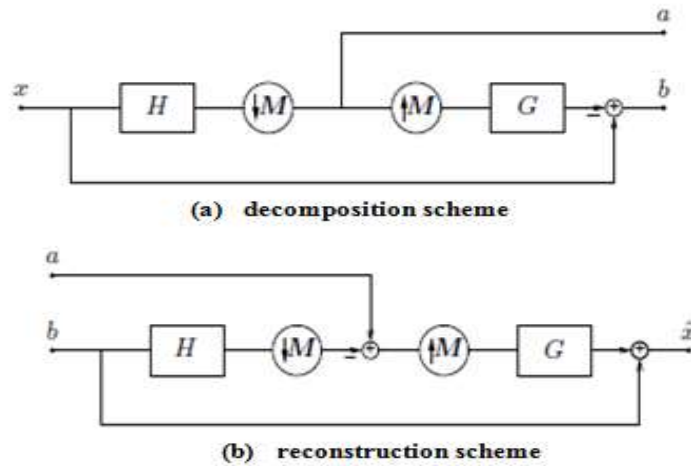 a
x
H
↓M
↑M
G
b
(a) decomposition scheme
a
b
H
↓M
↑M
G
x̂
(b) reconstruction scheme